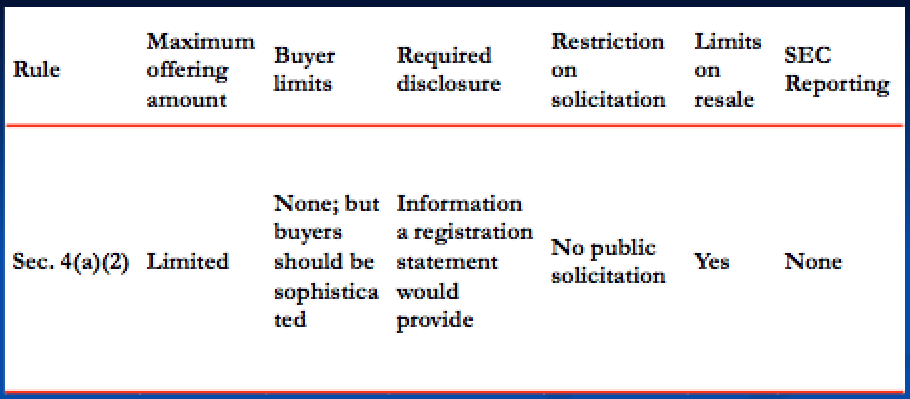 Rule
Maximum
offering
amount
Buyer
limits
Required
disclosure
Restriction
on
solicitation
Limits
on
resale
SEC
Reporting
Sec. 4(a)(2)
Limited
None; but
buyers
should be
sophistica
ted
Information
a registration
statement
would
provide
No public
solicitation
Yes
None